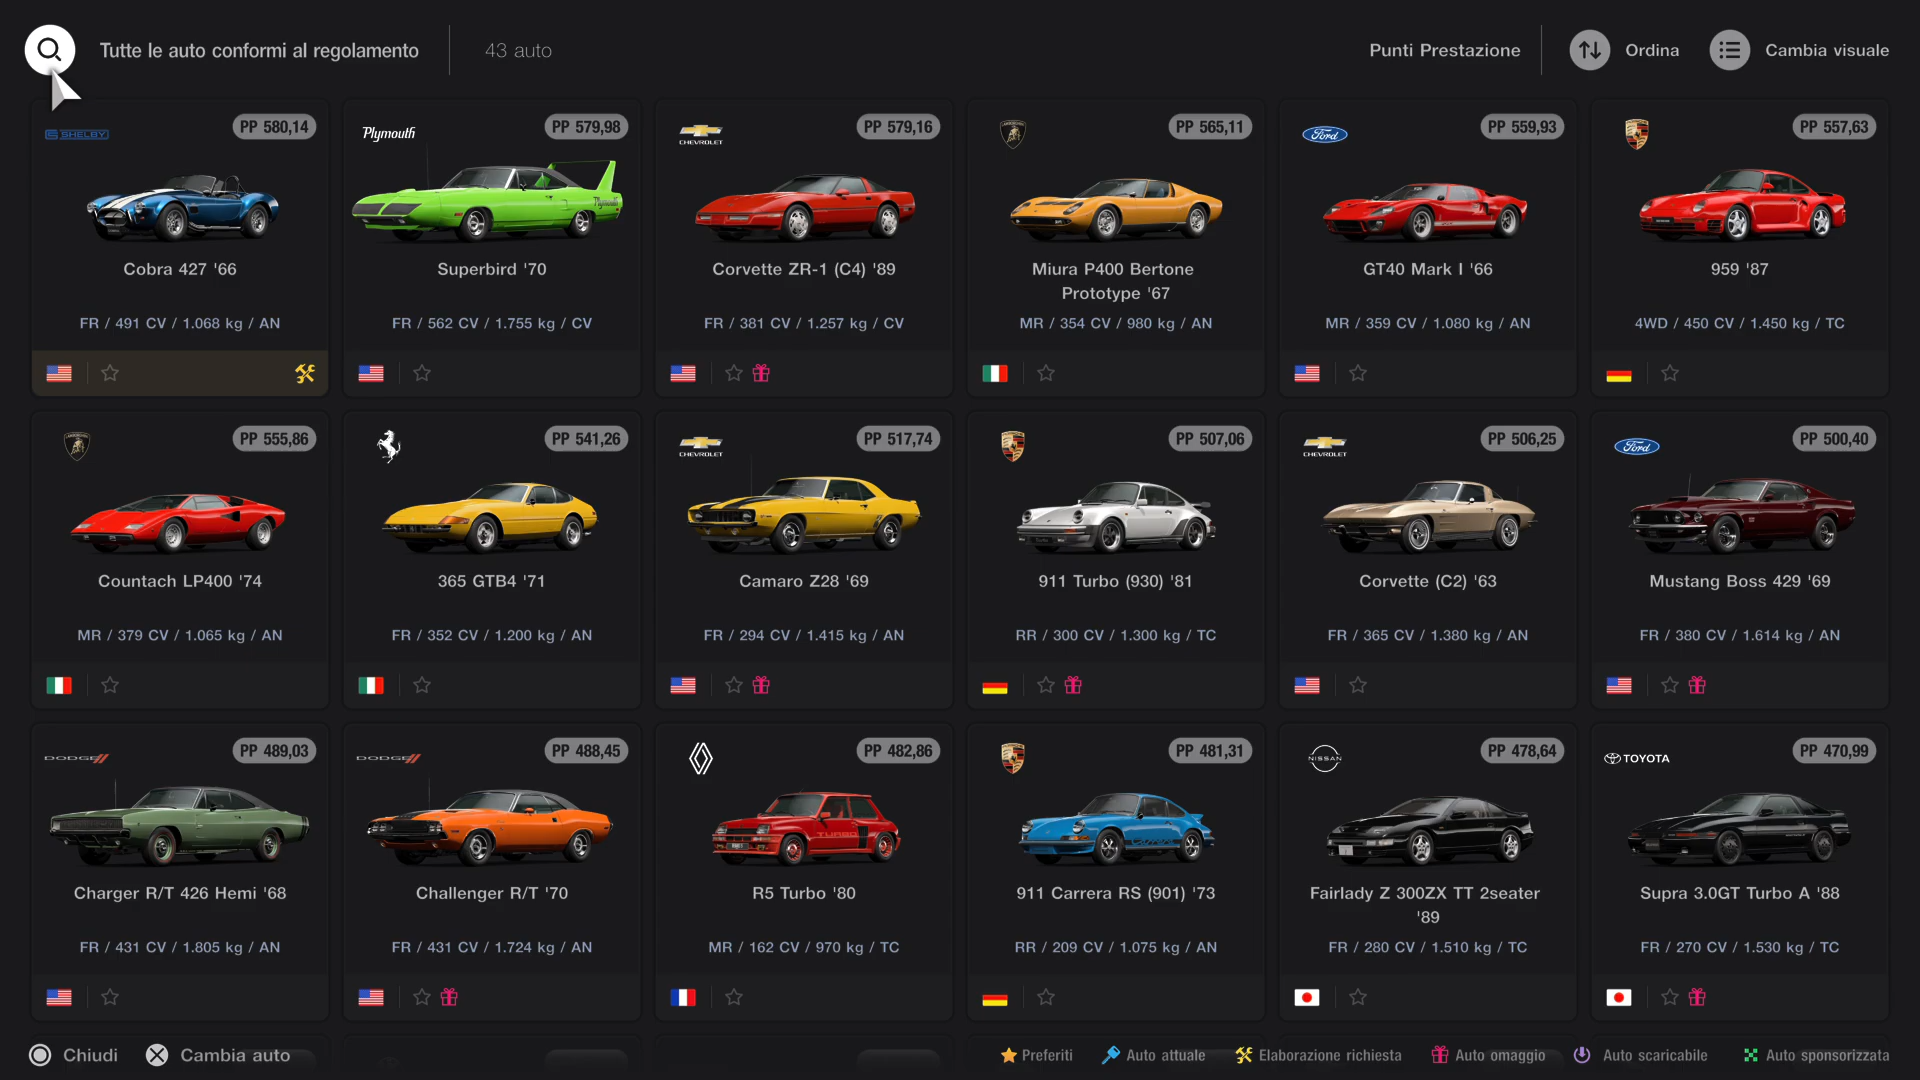 Tutte le auto conformi al regolamento
43 auto
Punti Prestazione
Ordina
Cambia visuale
SHELBY
PP 580,14
Cobra 427 '66
FR / 491 CV / 1.068 kg / AN
Plymouth
PP 579,98
Plymouth
Superbird '70
FR / 562 CV / 1.755 kg / CV
CHEVROLET
PP 579,16
Corvette ZR-1 (C4) '89
FR / 381 CV / 1.257 kg / CV
PP 565,11
Miura P400 Bertone
Prototype '67
MR / 354 CV / 980 kg / AN
Ford
PP 559,93
GT40 Mark I '66
MR / 359 CV / 1.080 kg / AN
PP 557,63
959 '87
4WD / 450 CV / 1.450 kg / TC
PP 555,86
Countach LP400 '74
MR / 379 CV / 1.065 kg / AN
PP 541,26
365 GTB4 '71
FR / 352 CV / 1.200 kg / AN
CHEVROLET
PP 517,74
Camaro Z28 '69
FR / 294 CV / 1.415 kg / AN
PP 507,06
911 Turbo (930) '81
RR / 300 CV / 1.300 kg / TC
CHEVROLET
PP 506,25
Corvette (C2) '63
FR / 365 CV / 1.380 kg / AN
Ford
PP 500,40
Mustang Boss 429 '69
FR / 380 CV / 1.614 kg / AN
DODGE
PP 489,03
Charger R/T 426 Hemi '68
FR / 431 CV / 1.805 kg / AN
DODGE
PP 488,45
Challenger R/T '70
FR / 431 CV / 1.724 kg / AN
PP 482,86
TURBO
R5 Turbo '80
MR / 162 CV / 970 kg / TC
PP 481,31
Carrera
911 Carrera RS (901) '73
RR / 209 CV / 1.075 kg / AN
NISSAN
PP 478,64
Fairlady Z 300ZX TT 2seater
'89
FR / 280 CV / 1.510 kg / TC
TOYOTA
PP 470,99
Supra 3.0GT Turbo A '88
FR / 270 CV / 1.530 kg / TC
Chiudi
Cambia auto
Preferiti
Auto attuale
Elaborazione richiesta
Auto omaggio
Auto scaricabile
Auto sponsorizzata